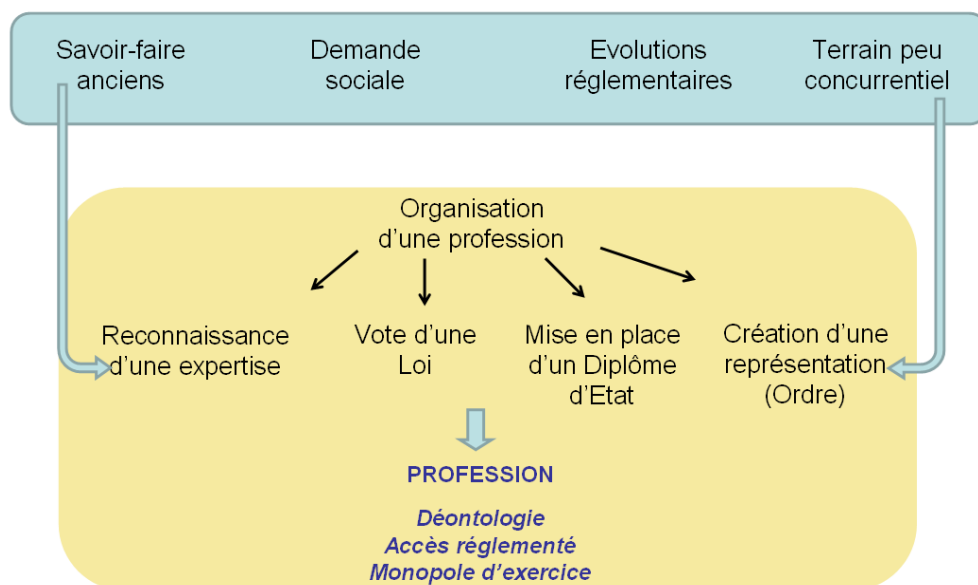 Savoir-faire
anciens
Demande
sociale
Evolutions
réglementaires
Terrain peu
concurrentiel
Organisation
d'une profession
Reconnaissance
d'une expertise
Vote d'une
Loi
Mise en place
d'un Diplôme
d'Etat
Création d'une
représentation
(Ordre)
PROFESSION
Déontologie
Accès réglementé
Monopole d'exercice